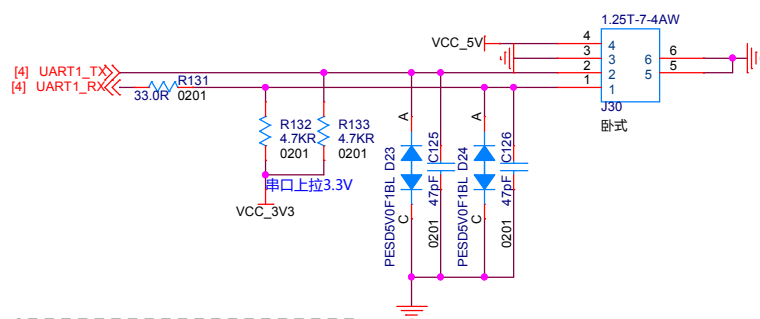 1.25T-7-4AW
VCC_5V
4
3
2
1
4
3
2
1
6
5
6
5
J30
卧式
[4] UART1_TX
[4] UART1_RX
R131
33.0R
0201
R132
4.7KR
0201
R133
4.7KR
0201
串口上拉3.3V
VCC_3V3
A
C
PESD5V0F1BL D23
47pF C125
0201
A
C
PESD5V0F1BL D24
47pF C126
0201